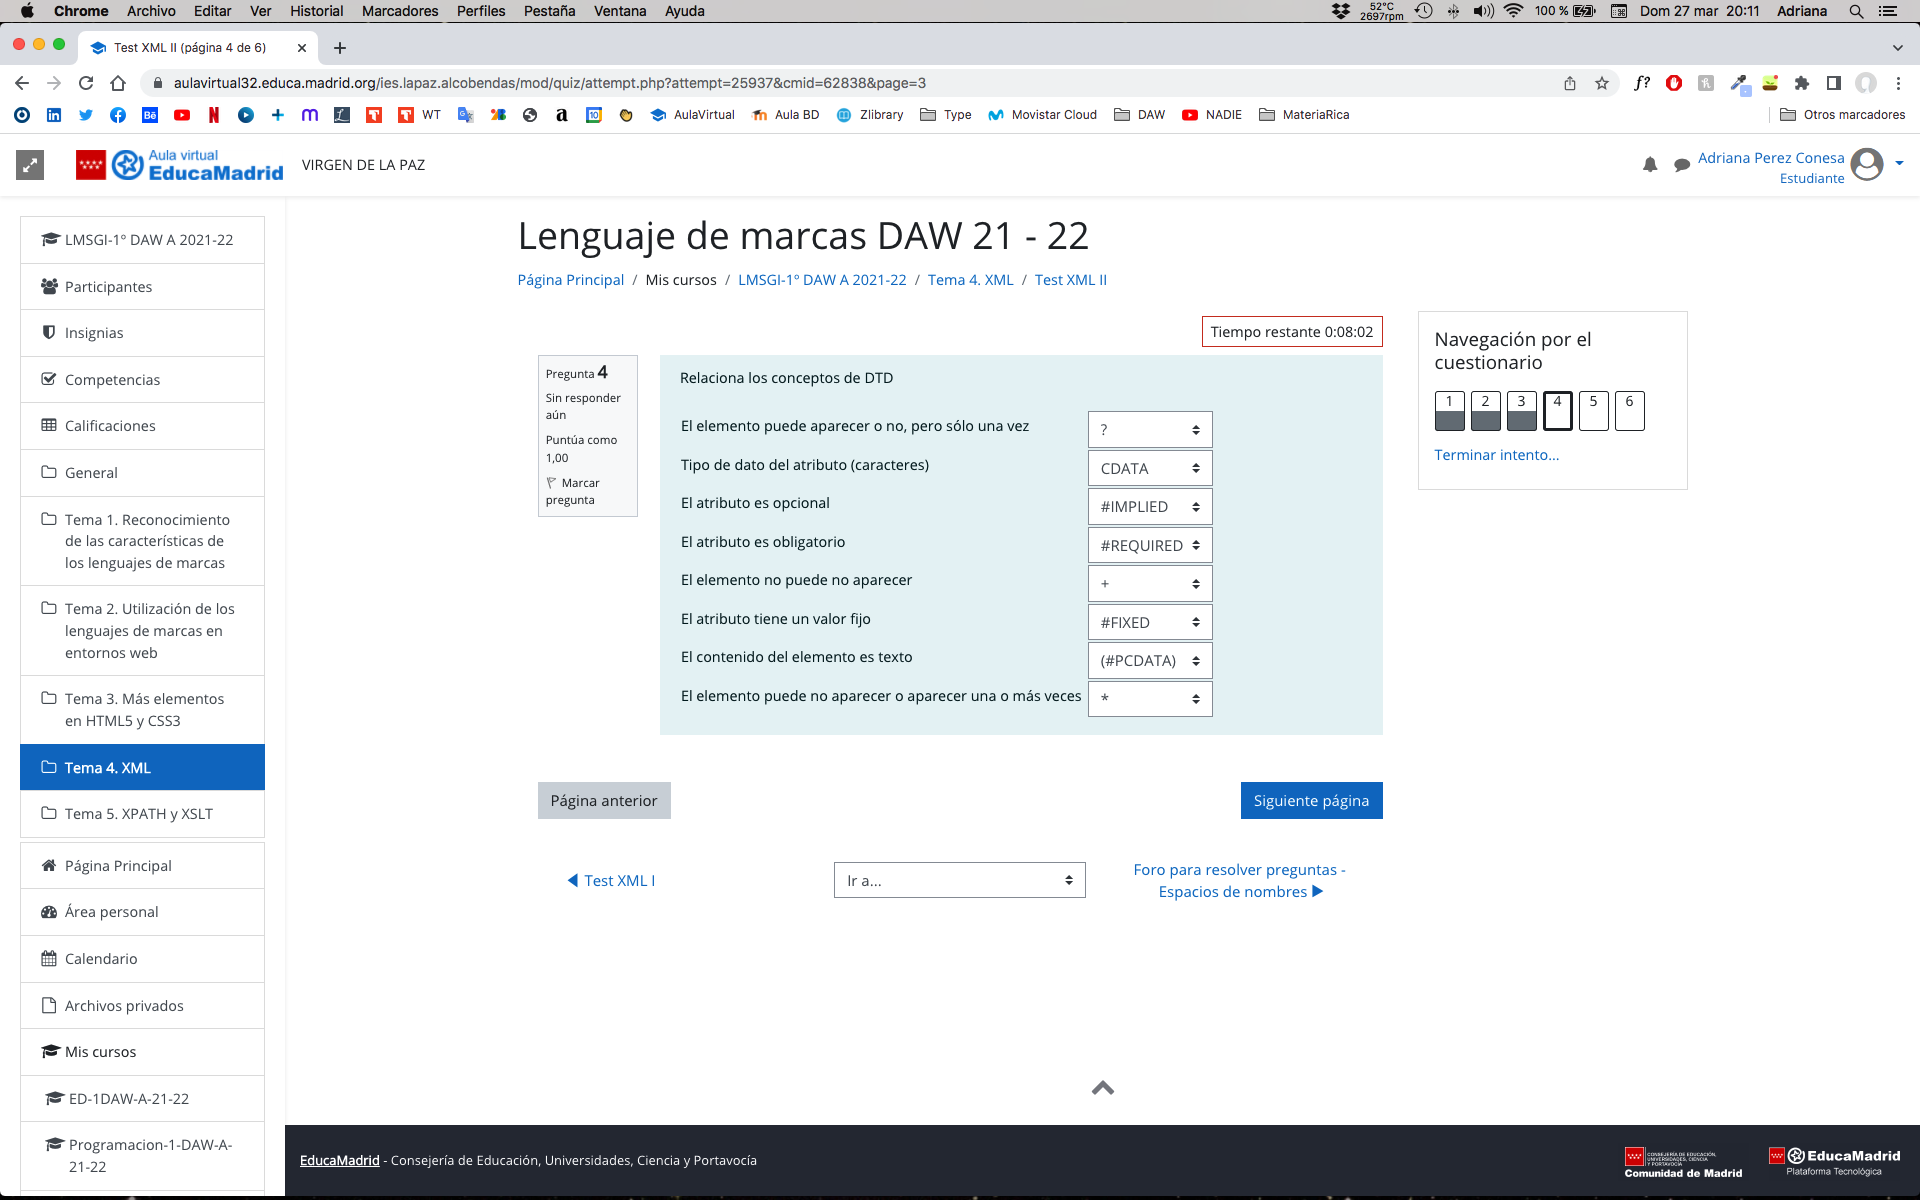 Chrome Archivo Editar Ver Historial Marcadores Perfiles Pestaña Ventana Ayuda
52°C
2697rpm
100 % Dom 27 mar 20:11 Adriana
Test XML II (página 4 de 6)
aulavirtual32.educa.madrid.org/ies.lapaz.alcobendas/mod/quiz/attempt.php?attempt=25937&cmid=62838&page=3
WT AulaVirtual Aula BD Zlibrary Type Movistar Cloud DAW NADIE MateriaRica Otros marcadores
Aula virtual
EducaMadrid
VIRGEN DE LA PAZ
Adriana Perez Conesa
Estudiante
LMSGI-1º DAW A 2021-22
Participantes
Insignias
Competencias
Calificaciones
General
Tema 1. Reconocimiento
de las características de
los lenguajes de marcas
Tema 2. Utilización de los
lenguajes de marcas en
entornos web
Tema 3. Más elementos
en HTML5 y CSS3
Tema 4. XML
Tema 5. XPATH y XSLT
Página Principal
Área personal
Calendario
Archivos privados
Mis cursos
ED-1DAW-A-21-22
Programacion-1-DAW-A-
21-22
Lenguaje de marcas DAW 21 - 22
Página Principal / Mis cursos / LMSGI-1º DAW A 2021-22 / Tema 4. XML / Test XML II
Tiempo restante 0:08:02
Pregunta 4
Sin responder
aún
Puntúa como
1,00
Marcar
pregunta
Relaciona los conceptos de DTD
El elemento puede aparecer o no, pero sólo una vez ?
Tipo de dato del atributo (caracteres) CDATA
El atributo es opcional #IMPLIED
El atributo es obligatorio #REQUIRED
El elemento no puede no aparecer +
El atributo tiene un valor fijo #FIXED
El contenido del elemento es texto (#PCDATA)
El elemento puede no aparecer o aparecer una o más veces *
Página anterior
Siguiente página
Test XML I
Ir a...
Foro para resolver preguntas -
Espacios de nombres
Navegación por el
cuestionario
1 2 3 4 5 6
Terminar intento...
EducaMadrid - Consejería de Educación, Universidades, Ciencia y Portavocía
CONSEJERÍA DE EDUCACIÓN,
UNIVERSIDADES, CIENCIA
Y PORTAVOCÍA
Comunidad de Madrid
EducaMadrid
Plataforma Tecnológica